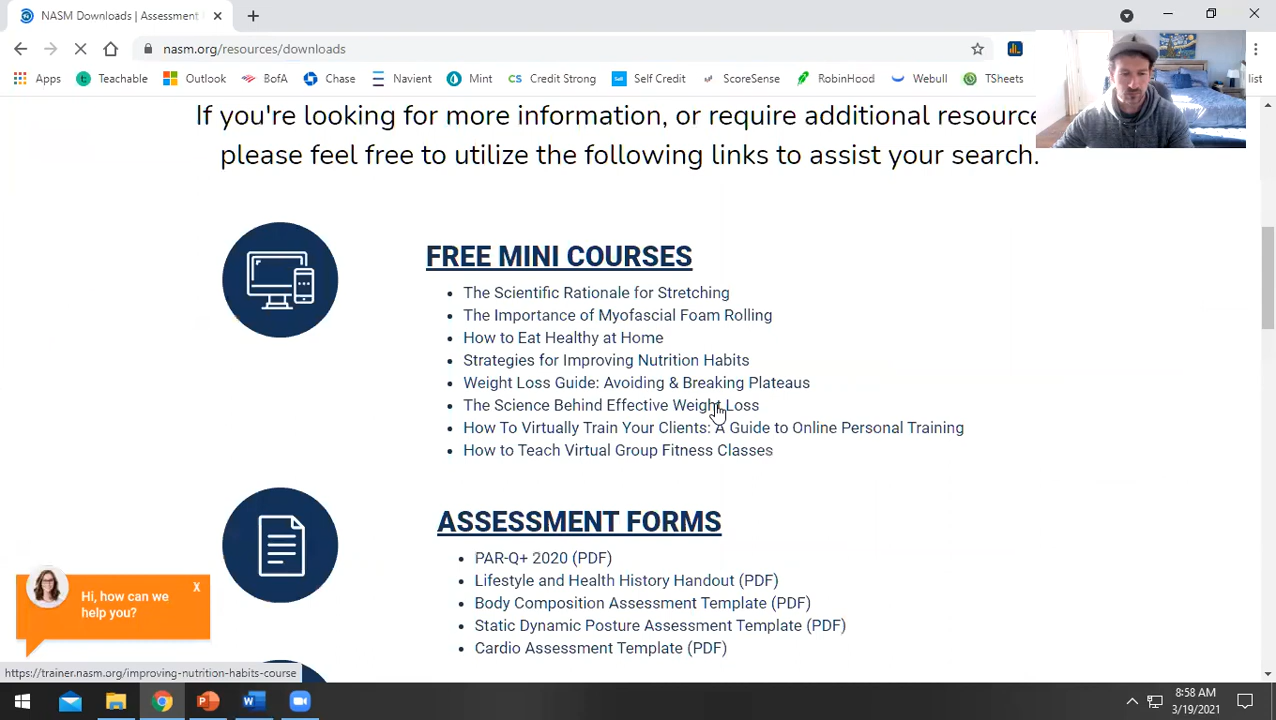 NASM Downloads | Assessment
nasm.org/resources/downloads
Apps Teachable Outlook BofA Chase Navient Mint CS Credit Strong Self Credit ScoreSense RobinHood Webull TSheets list
If you're looking for more information, or require additional resource
please feel free to utilize the following links to assist your search.
FREE MINI COURSES
• The Scientific Rationale for Stretching
• The Importance of Myofascial Foam Rolling
• How to Eat Healthy at Home
• Strategies for Improving Nutrition Habits
• Weight Loss Guide: Avoiding & Breaking Plateaus
• The Science Behind Effective Weight Loss
• How To Virtually Train Your Clients: A Guide to Online Personal Training
• How to Teach Virtual Group Fitness Classes
ASSESSMENT FORMS
• PAR-Q+ 2020 (PDF)
• Lifestyle and Health History Handout (PDF)
• Body Composition Assessment Template (PDF)
• Static Dynamic Posture Assessment Template (PDF)
• Cardio Assessment Template (PDF)
Hi, how can we
help you?
X
https://trainer.nasm.org/improving-nutrition-habits-course
8:58 AM
3/19/2021